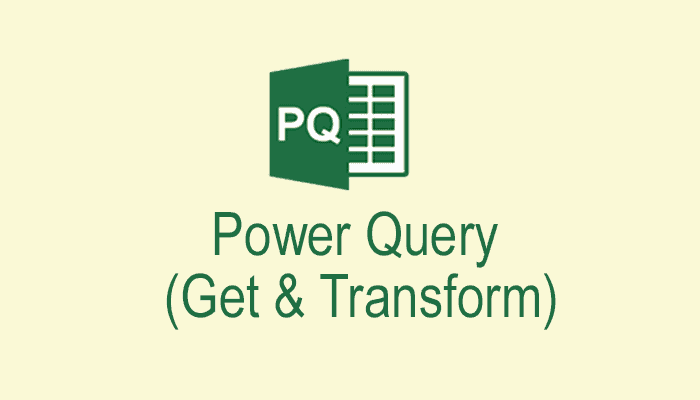 PQ
Power Query
(Get & Transform)